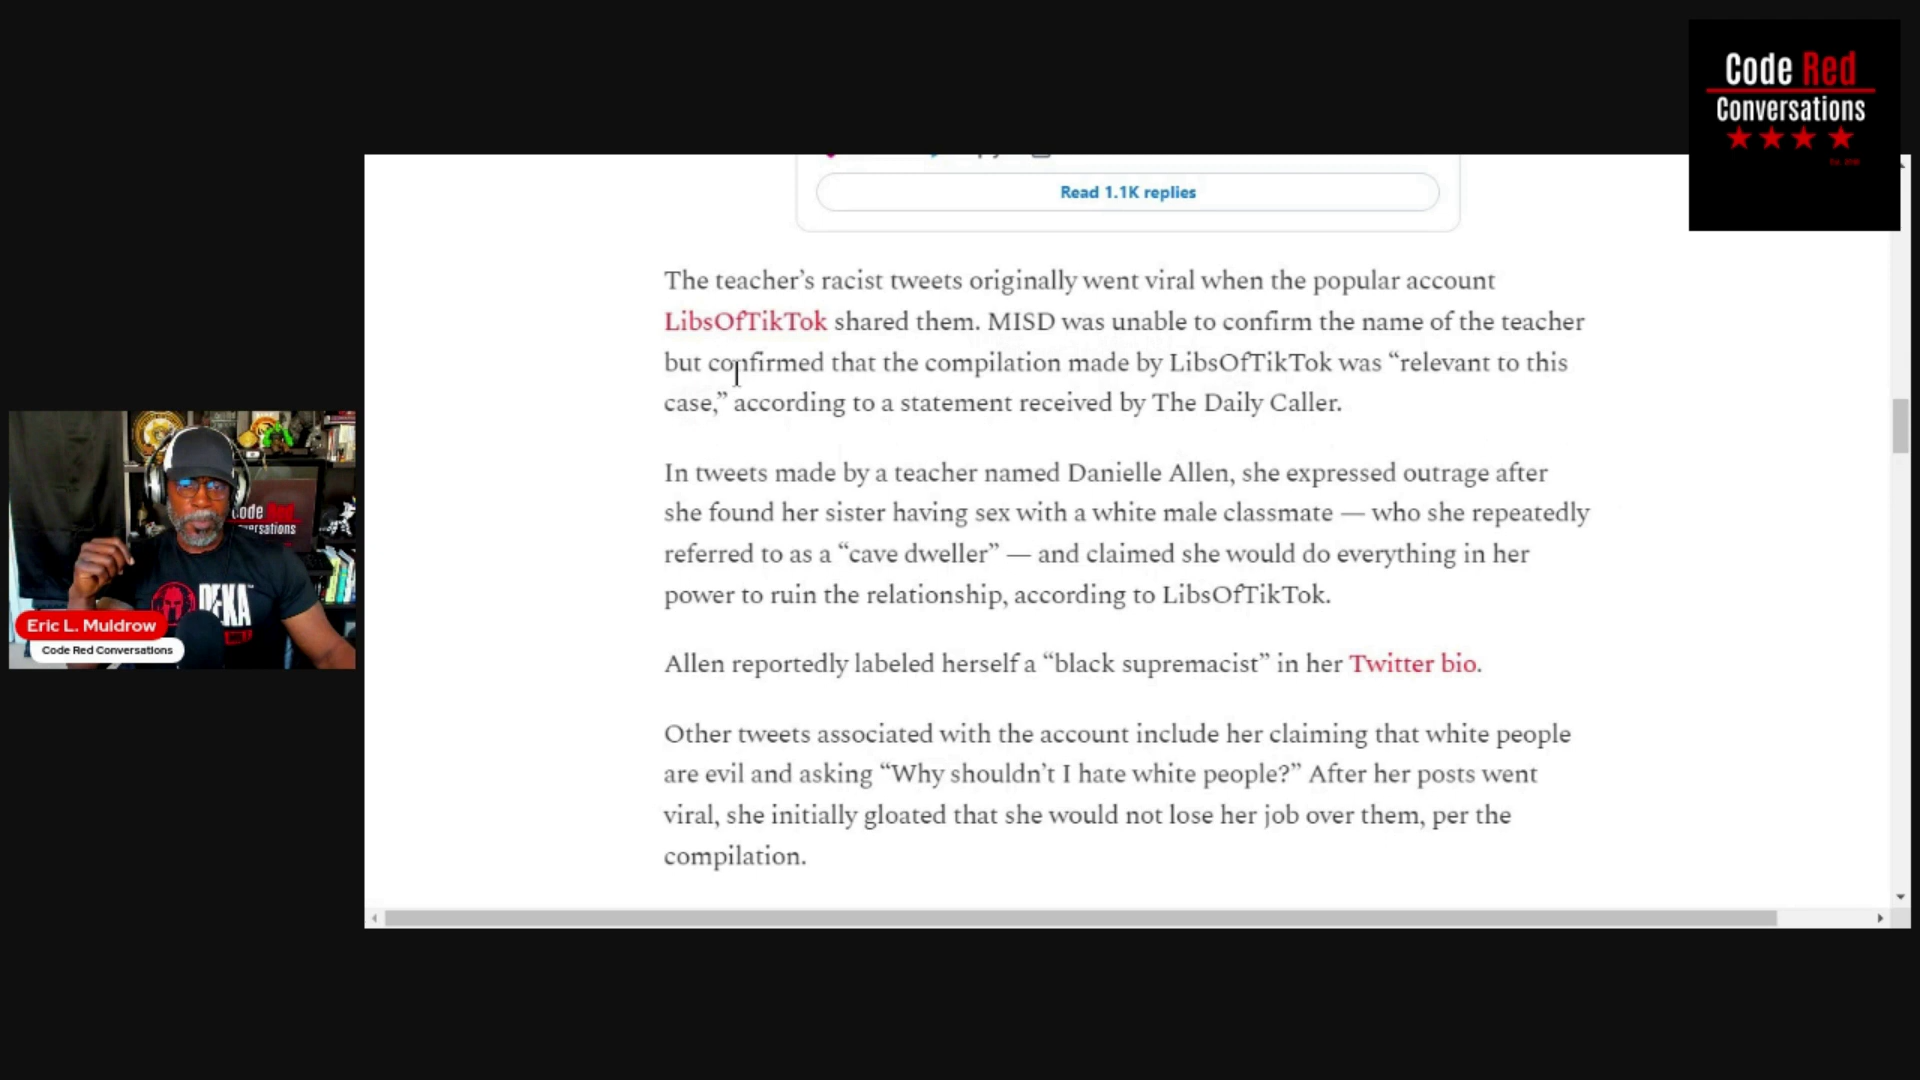 Code Red
Conversations
Read 1.1K replies
The teacher’s racist tweets originally went viral when the popular account
LibsOfTikTok shared them. MISD was unable to confirm the name of the teacher
but confirmed that the compilation made by LibsOfTikTok was “relevant to this
case,” according to a statement received by The Daily Caller.
In tweets made by a teacher named Danielle Allen, she expressed outrage after
she found her sister having sex with a white male classmate — who she repeatedly
referred to as a “cave dweller” — and claimed she would do everything in her
power to ruin the relationship, according to LibsOfTikTok.
Allen reportedly labeled herself a “black supremacist” in her Twitter bio.
Other tweets associated with the account include her claiming that white people
are evil and asking “Why shouldn’t I hate white people?” After her posts went
viral, she initially gloated that she would not lose her job over them, per the
compilation.
DEKA
Eric L. Muldrow
Code Red Conversations